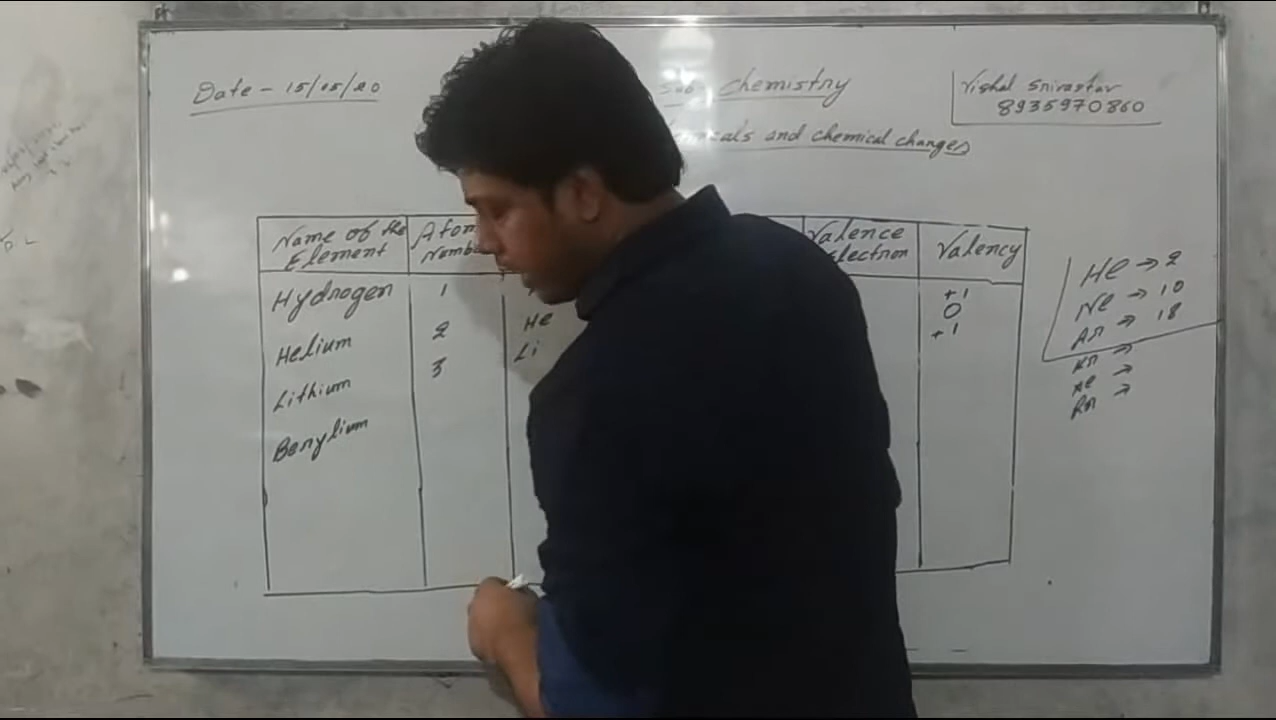 Date - 15/05/20
Sub Chemistry
Vishal Srivastav
8935970860
and chemical changes
Name of the
Element
Valence
Valency
Hydrogen
1
+1
Helium
2
He
0
Lithium
3
Li
+1
Berylium
He → 2
Ne → 10
Ar → 18
Kr →
Xe →
Rn →